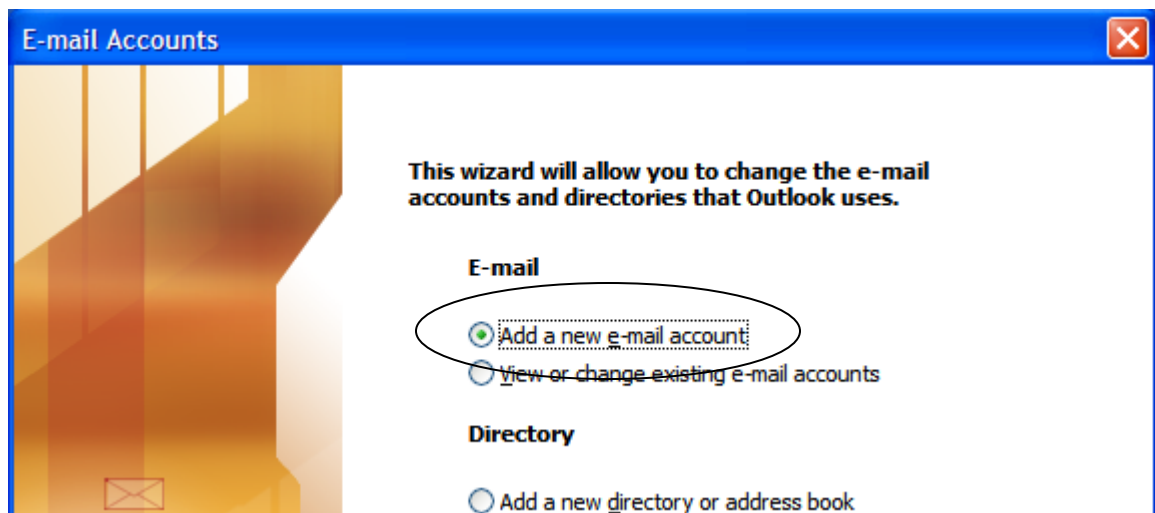 E-mail Accounts
This wizard will allow you to change the e-mail
accounts and directories that Outlook uses.
E-mail
Add a new e-mail account
View or change existing e-mail accounts
Directory
Add a new directory or address book